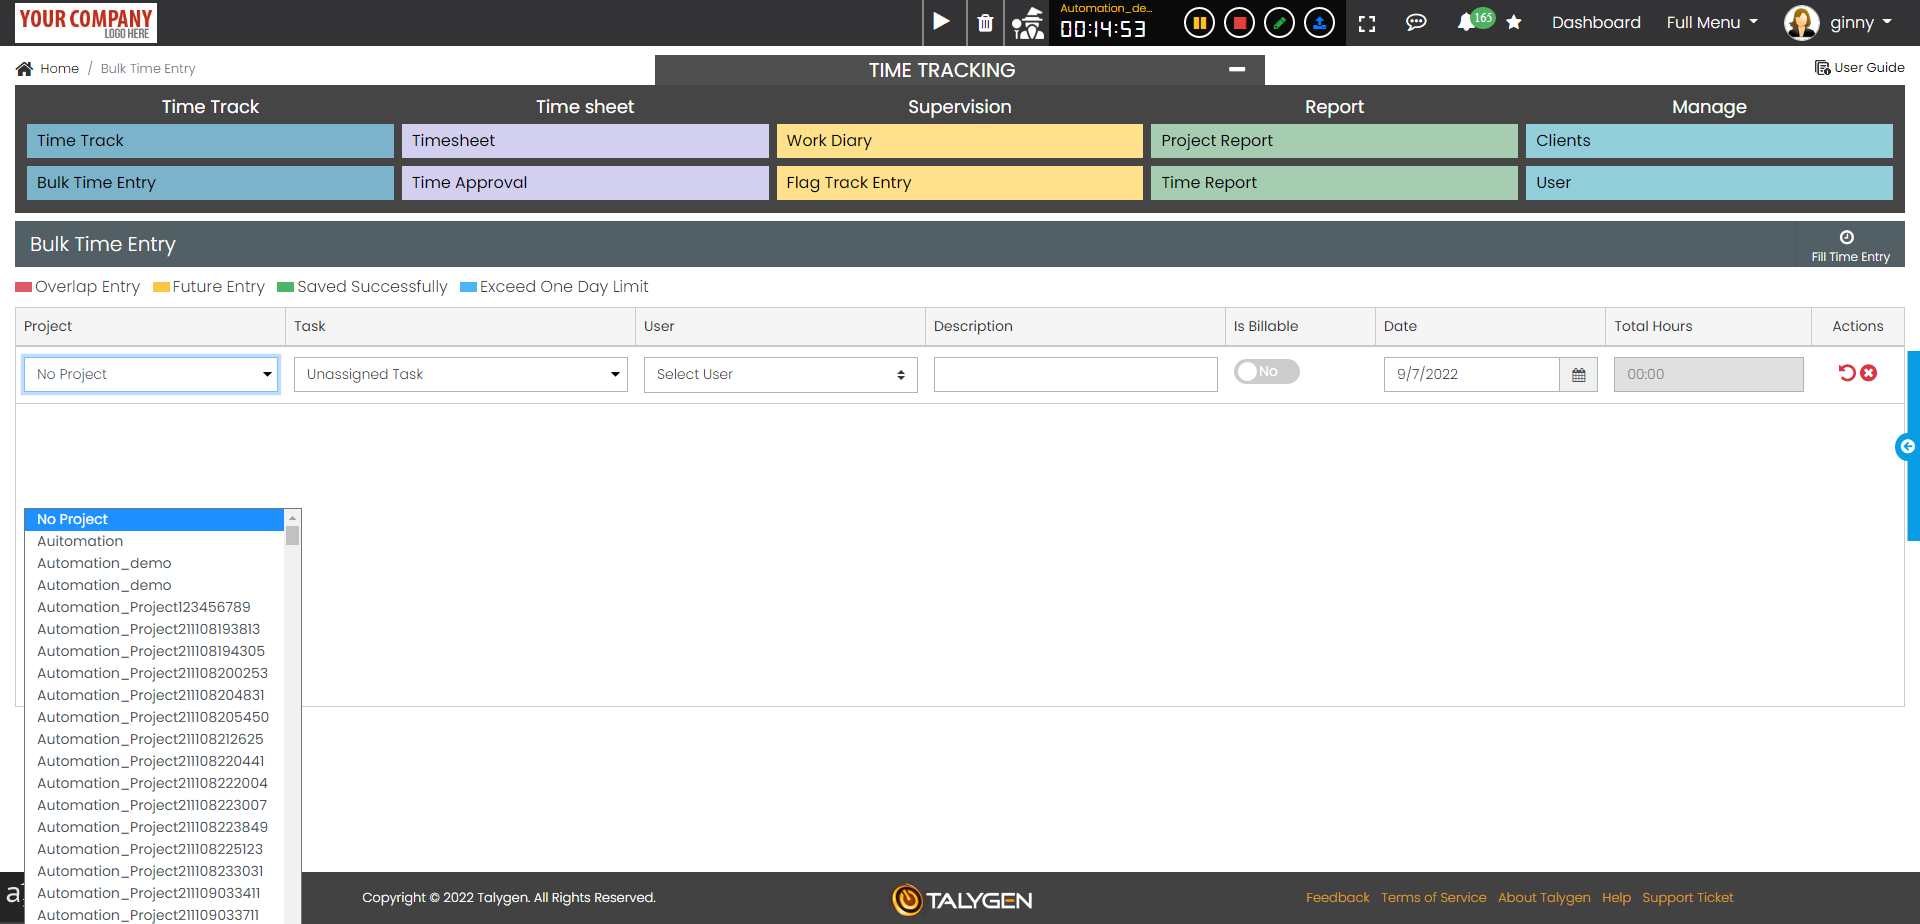 YOUR COMPANY
LOGO HERE
Automation_de...
00:14:53
165
Dashboard
Full Menu
ginny
Home / Bulk Time Entry
TIME TRACKING
User Guide
Time Track
Time sheet
Supervision
Report
Manage
Time Track
Timesheet
Work Diary
Project Report
Clients
Bulk Time Entry
Time Approval
Flag Track Entry
Time Report
User
Bulk Time Entry
Fill Time Entry
Overlap Entry
Future Entry
Saved Successfully
Exceed One Day Limit
Project
Task
User
Description
Is Billable
Date
Total Hours
Actions
No Project
Unassigned Task
Select User
No
9/7/2022
00:00
No Project
Auitomation
Automation_demo
Automation_demo
Automation_Project123456789
Automation_Project211108193813
Automation_Project211108194305
Automation_Project211108200253
Automation_Project211108204831
Automation_Project211108205450
Automation_Project211108212625
Automation_Project211108220441
Automation_Project211108222004
Automation_Project211108223007
Automation_Project211108223849
Automation_Project211108225123
Automation_Project211108233031
Automation_Project211109033411
Automation_Project211109033711
Copyright © 2022 Talygen. All Rights Reserved.
TALYGEN
Feedback
Terms of Service
About Talygen
Help
Support Ticket